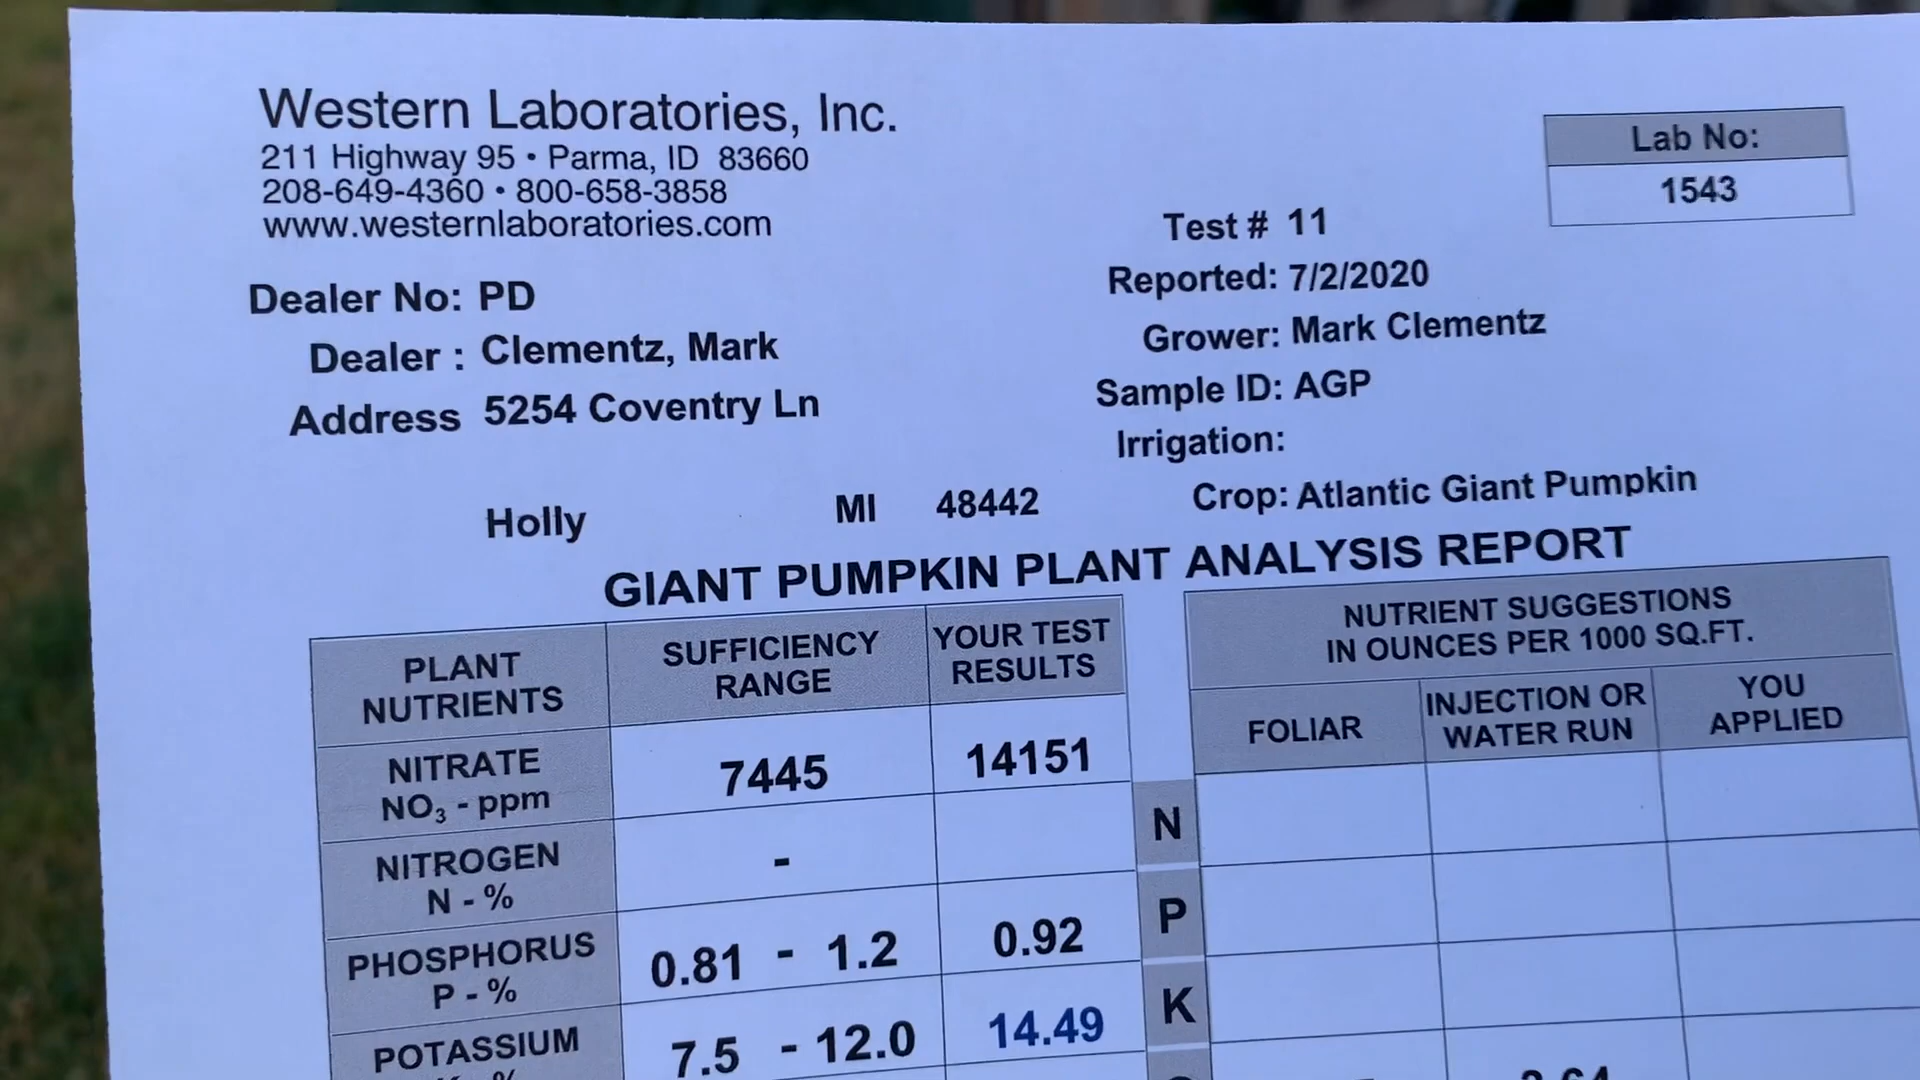 Western Laboratories, Inc.
211 Highway 95 • Parma, ID 83660
208-649-4360 • 800-658-3858
www.westernlaboratories.com
Lab No:
1543
Test # 11
Reported: 7/2/2020
Grower: Mark Clementz
Sample ID: AGP
Irrigation:
Crop: Atlantic Giant Pumpkin
Dealer No: PD
Dealer : Clementz, Mark
Address 5254 Coventry Ln
Holly MI 48442
GIANT PUMPKIN PLANT ANALYSIS REPORT
PLANT NUTRIENTS
SUFFICIENCY RANGE
YOUR TEST RESULTS
NITRATE NO₃ - ppm 7445 14151
NITROGEN N - % -
PHOSPHORUS P - % 0.81 - 1.2 0.92
POTASSIUM 7.5 - 12.0 14.49
NUTRIENT SUGGESTIONS
IN OUNCES PER 1000 SQ.FT.
FOLIAR
INJECTION OR WATER RUN
YOU APPLIED
N
P
K